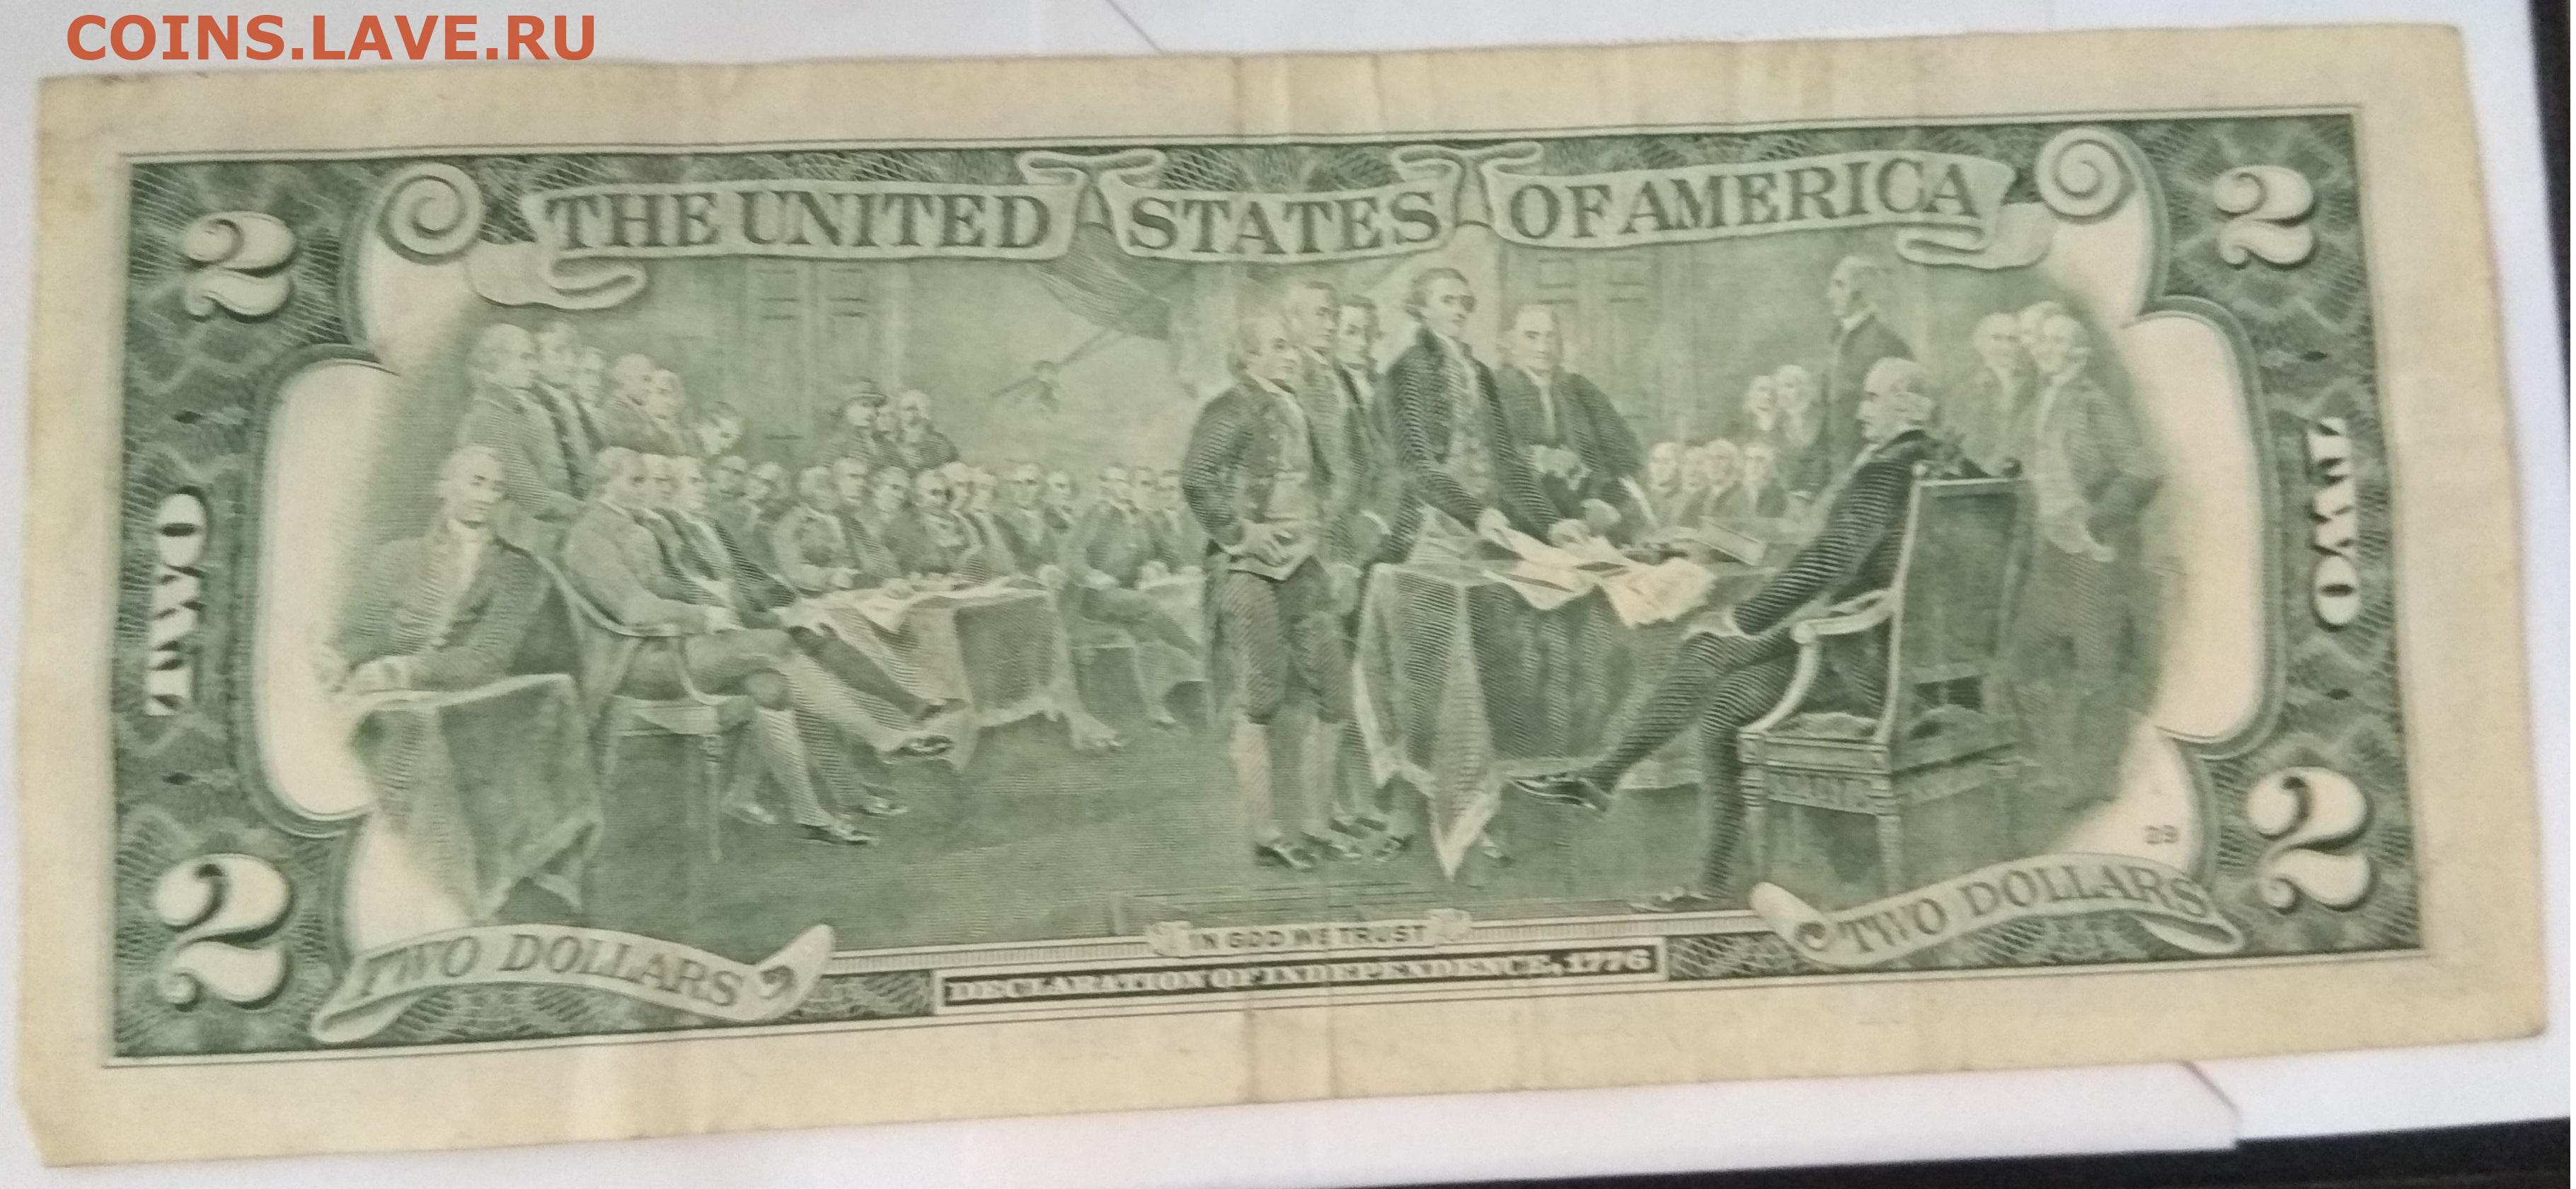 COINS.LAVE.RU
THE UNITED STATES OF AMERICA
2
2
TWO
TWO
2
2
29
TWO DOLLARS
TWO DOLLARS
IN GOD WE TRUST
DECLARATION OF INDEPENDENCE, 1776